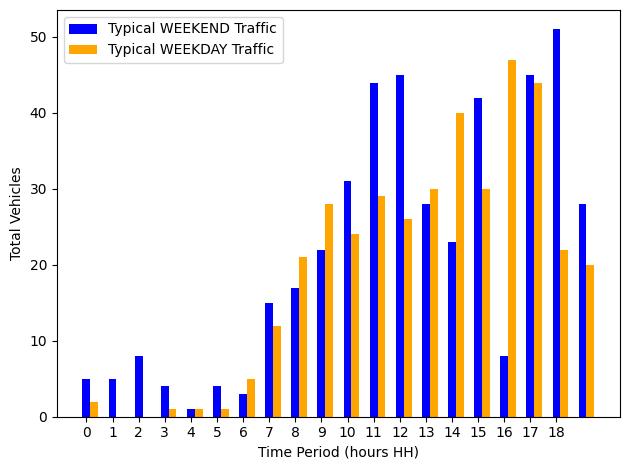 Typical WEEKEND Traffic
Typical WEEKDAY Traffic
50
40
30
20
10
0
Total Vehicles
0 1 2 3 4 5 6 7 8 9 10 11 12 13 14 15 16 17 18
Time Period (hours HH)